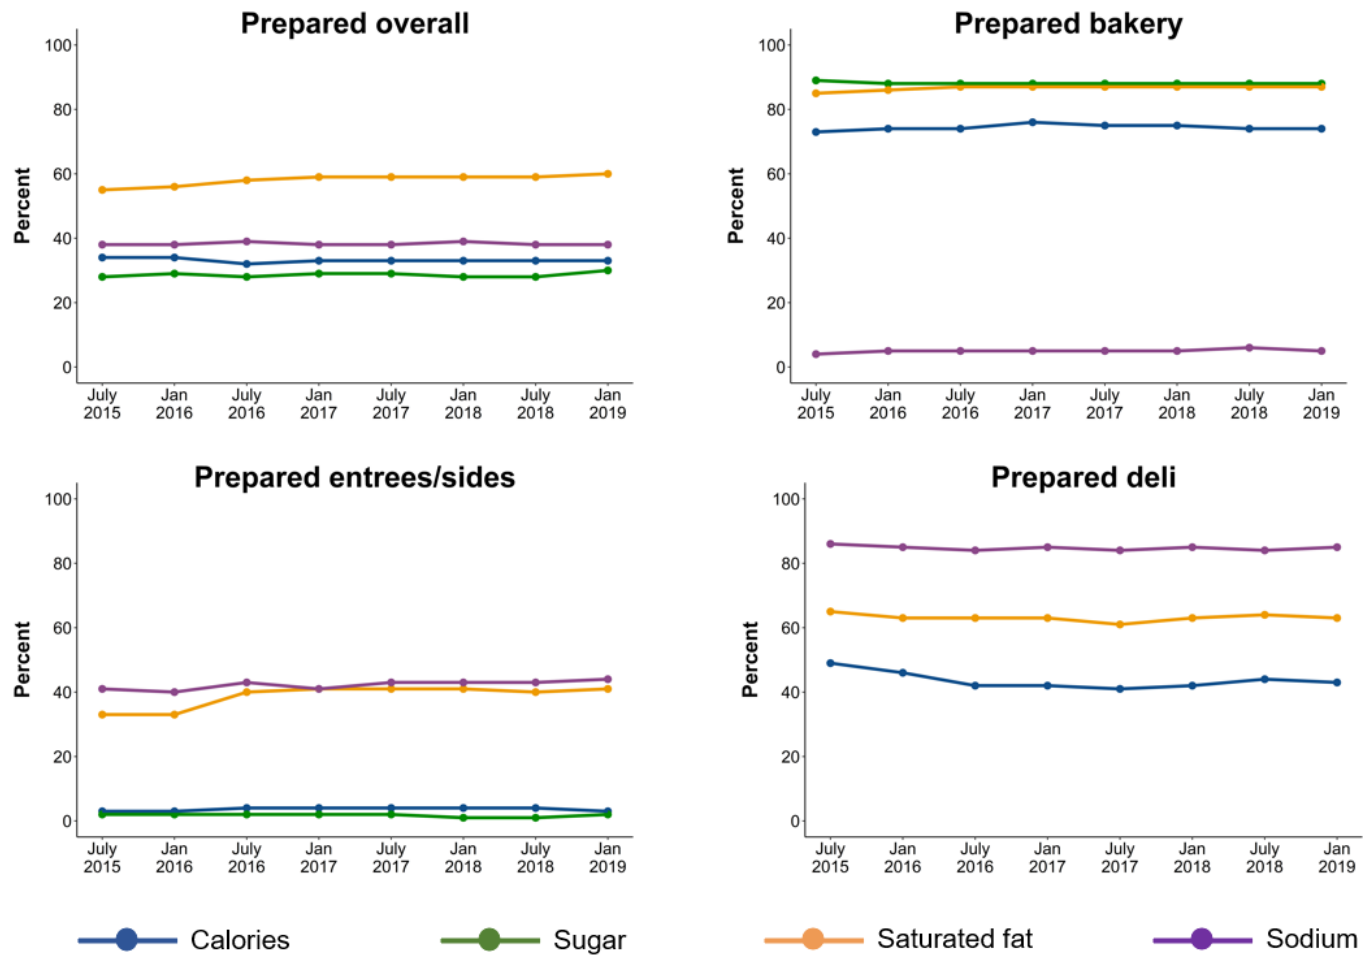 Prepared overall
Percent
100
80
60
40
20
0
July Jan July Jan July Jan July Jan
2015 2016 2016 2017 2017 2018 2018 2019
Prepared bakery
Percent
100
80
60
40
20
0
July Jan July Jan July Jan July Jan
2015 2016 2016 2017 2017 2018 2018 2019
Prepared entrees/sides
Percent
100
80
60
40
20
0
July Jan July Jan July Jan July Jan
2015 2016 2016 2017 2017 2018 2018 2019
Prepared deli
Percent
100
80
60
40
20
0
July Jan July Jan July Jan July Jan
2015 2016 2016 2017 2017 2018 2018 2019
Calories Sugar Saturated fat Sodium